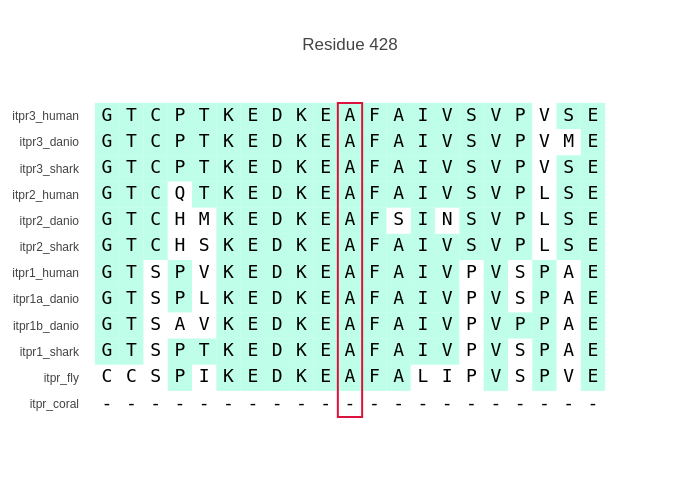 Residue 428
itpr3_human G T C P T K E D K E A F A I V S V P V S E
itpr3_danio G T C P T K E D K E A F A I V S V P V M E
itpr3_shark G T C P T K E D K E A F A I V S V P V S E
itpr2_human G T C Q T K E D K E A F A I V S V P L S E
itpr2_danio G T C H M K E D K E A F S I N S V P L S E
itpr2_shark G T C H S K E D K E A F A I V S V P L S E
itpr1_human G T S P V K E D K E A F A I V P V S P A E
itpr1a_danio G T S P L K E D K E A F A I V P V S P A E
itpr1b_danio G T S A V K E D K E A F A I V P V P P A E
itpr1_shark G T S P T K E D K E A F A I V P V S P A E
itpr_fly C C S P I K E D K E A F A L I P V S P V E
itpr_coral - - - - - - - - - - - - - - - - - - - - -